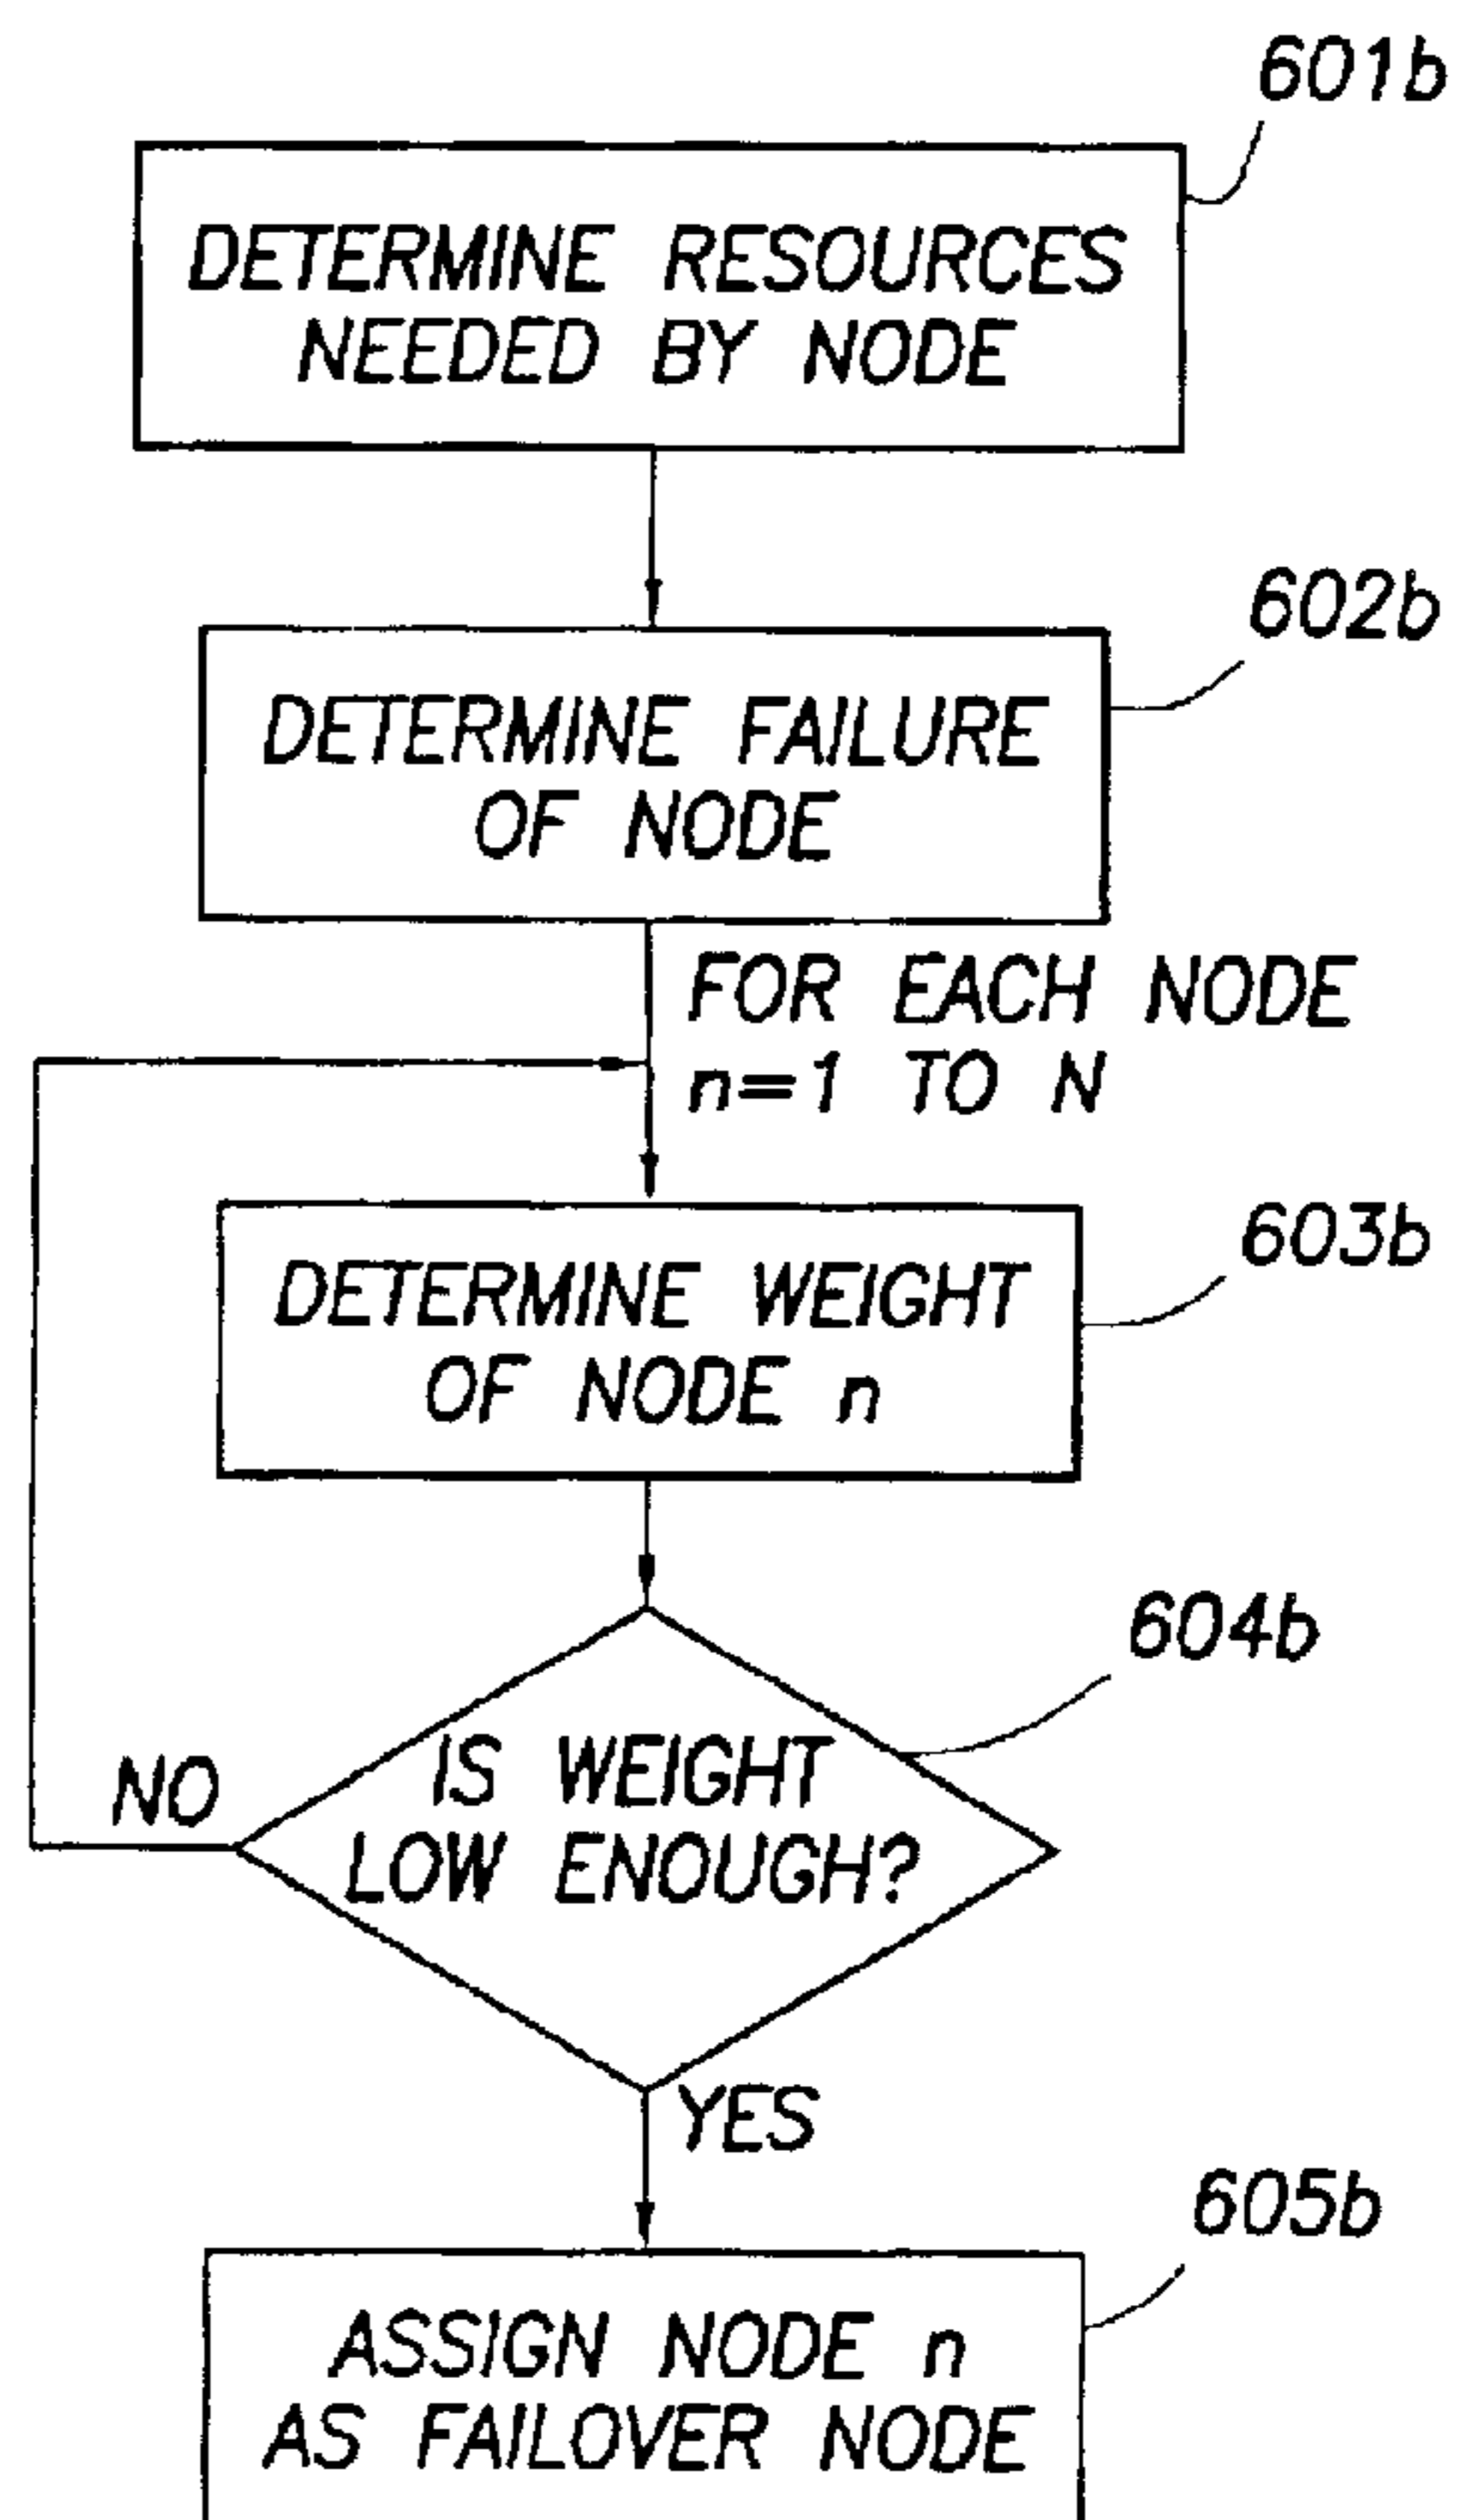 601b
DETERMINE RESOURCES
NEEDED BY NODE
602b
DETERMINE FAILURE
OF NODE
FOR EACH NODE
n=1 TO N
603b
DETERMINE WEIGHT
OF NODE n
604b
IS WEIGHT
LOW ENOUGH?
NO
YES
605b
ASSIGN NODE n
AS FAILOVER NODE